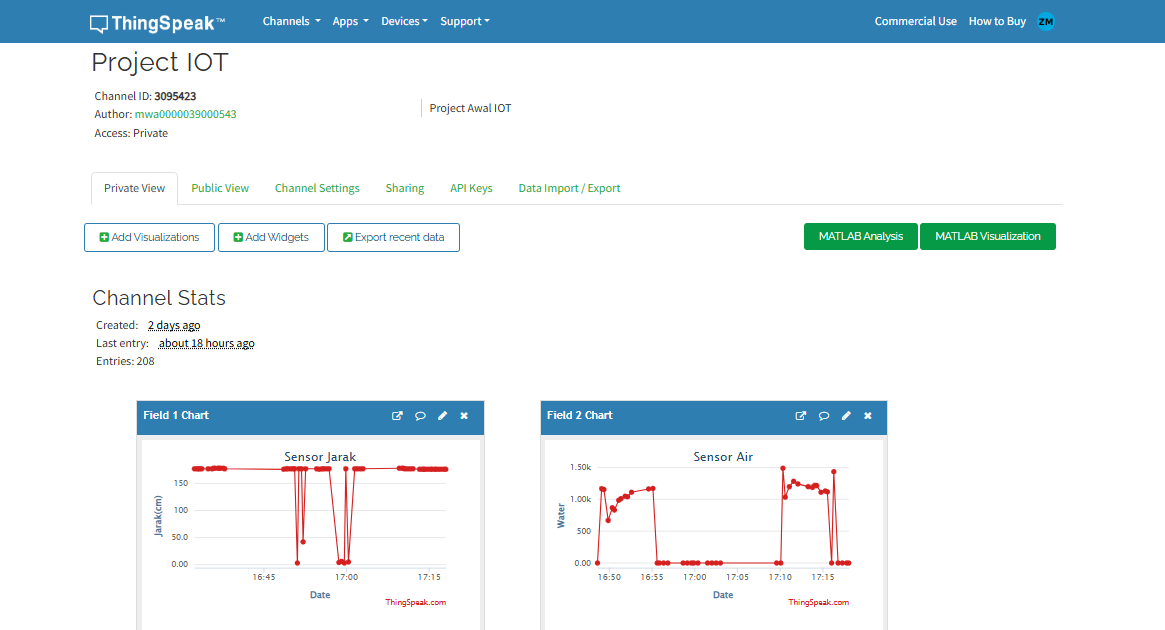 ThingSpeak™ Channels Apps Devices Support Commercial Use How to Buy ZM
Project IOT
Channel ID: 3095423
Author: mwa0000039000543
Access: Private
Project Awal IOT
Private View Public View Channel Settings Sharing API Keys Data Import / Export
Add Visualizations Add Widgets Export recent data MATLAB Analysis MATLAB Visualization
Channel Stats
Created: 2 days ago
Last entry: about 18 hours ago
Entries: 208
Field 1 Chart
Sensor Jarak
Jarak(cm)
150
100
50.0
0.00
16:45 17:00 17:15
Date
ThingSpeak.com
Field 2 Chart
Sensor Air
Water
1.50k
1.00k
500
0.00
16:50 16:55 17:00 17:05 17:10 17:15
Date
ThingSpeak.com